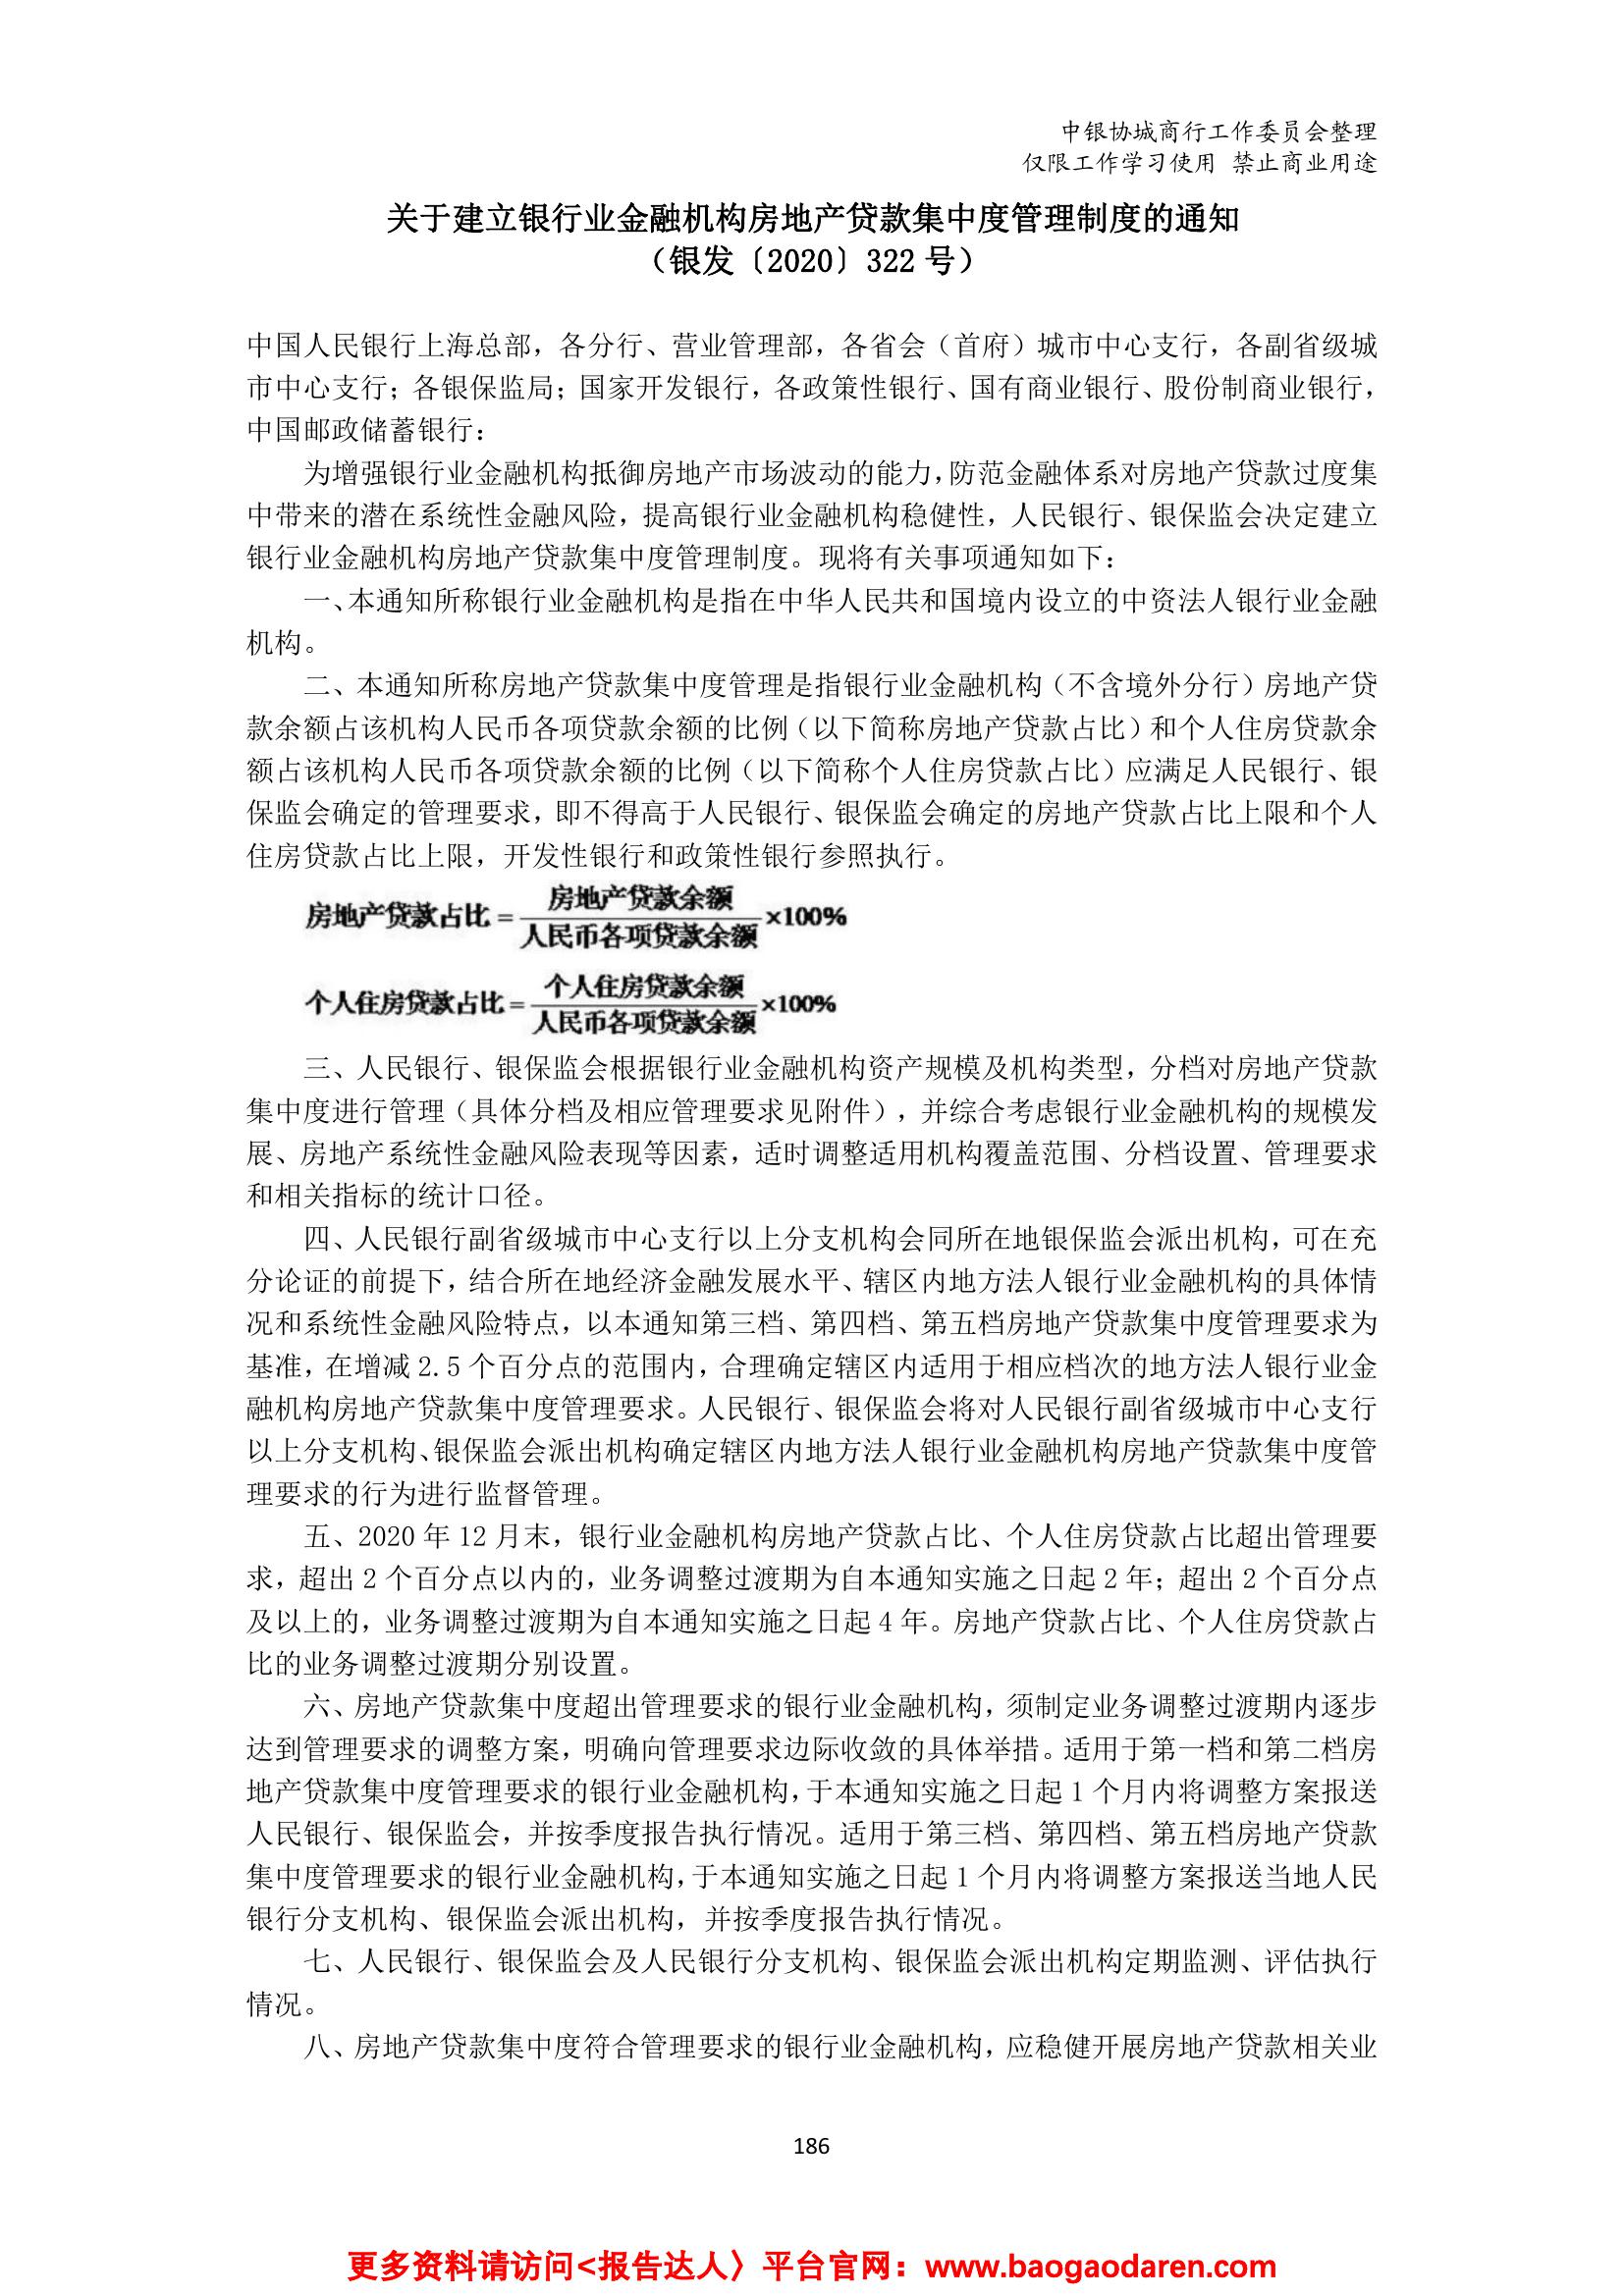 中银协城商行工作委员会整理
仅限工作学习使用 禁止商业用途
关于建立银行业金融机构房地产贷款集中度管理制度的通知
（银发〔2020〕322 号）
中国人民银行上海总部，各分行、营业管理部，各省会（首府）城市中心支行，各副省级城
市中心支行；各银保监局；国家开发银行，各政策性银行、国有商业银行、股份制商业银行，
中国邮政储蓄银行：
为增强银行业金融机构抵御房地产市场波动的能力，防范金融体系对房地产贷款过度集
中带来的潜在系统性金融风险，提高银行业金融机构稳健性，人民银行、银保监会决定建立
银行业金融机构房地产贷款集中度管理制度。现将有关事项通知如下：
一、本通知所称银行业金融机构是指在中华人民共和国境内设立的中资法人银行业金融
机构。
二、本通知所称房地产贷款集中度管理是指银行业金融机构（不含境外分行）房地产贷
款余额占该机构人民币各项贷款余额的比例（以下简称房地产贷款占比）和个人住房贷款余
额占该机构人民币各项贷款余额的比例（以下简称个人住房贷款占比）应满足人民银行、银
保监会确定的管理要求，即不得高于人民银行、银保监会确定的房地产贷款占比上限和个人
住房贷款占比上限，开发性银行和政策性银行参照执行。
房地产贷款占比=房地产贷款余额/人民币各项贷款余额×100%
个人住房贷款占比=个人住房贷款余额/人民币各项贷款余额×100%
三、人民银行、银保监会根据银行业金融机构资产规模及机构类型，分档对房地产贷款
集中度进行管理（具体分档及相应管理要求见附件），并综合考虑银行业金融机构的规模发
展、房地产系统性金融风险表现等因素，适时调整适用机构覆盖范围、分档设置、管理要求
和相关指标的统计口径。
四、人民银行副省级城市中心支行以上分支机构会同所在地银保监会派出机构，可在充
分论证的前提下，结合所在地经济金融发展水平、辖区内地方法人银行业金融机构的具体情
况和系统性金融风险特点，以本通知第三档、第四档、第五档房地产贷款集中度管理要求为
基准，在增减 2.5 个百分点的范围内，合理确定辖区内适用于相应档次的地方法人银行业金
融机构房地产贷款集中度管理要求。人民银行、银保监会将对人民银行副省级城市中心支行
以上分支机构、银保监会派出机构确定辖区内地方法人银行业金融机构房地产贷款集中度管
理要求的行为进行监督管理。
五、2020 年 12 月末，银行业金融机构房地产贷款占比、个人住房贷款占比超出管理要
求，超出 2 个百分点以内的，业务调整过渡期为自本通知实施之日起 2 年；超出 2 个百分点
及以上的，业务调整过渡期为自本通知实施之日起 4 年。房地产贷款占比、个人住房贷款占
比的业务调整过渡期分别设置。
六、房地产贷款集中度超出管理要求的银行业金融机构，须制定业务调整过渡期内逐步
达到管理要求的调整方案，明确向管理要求边际收敛的具体举措。适用于第一档和第二档房
地产贷款集中度管理要求的银行业金融机构，于本通知实施之日起 1 个月内将调整方案报送
人民银行、银保监会，并按季度报告执行情况。适用于第三档、第四档、第五档房地产贷款
集中度管理要求的银行业金融机构，于本通知实施之日起 1 个月内将调整方案报送当地人民
银行分支机构、银保监会派出机构，并按季度报告执行情况。
七、人民银行、银保监会及人民银行分支机构、银保监会派出机构定期监测、评估执行
情况。
八、房地产贷款集中度符合管理要求的银行业金融机构，应稳健开展房地产贷款相关业
186
更多资料请访问<报告达人〉平台官网：www.baogaodaren.com